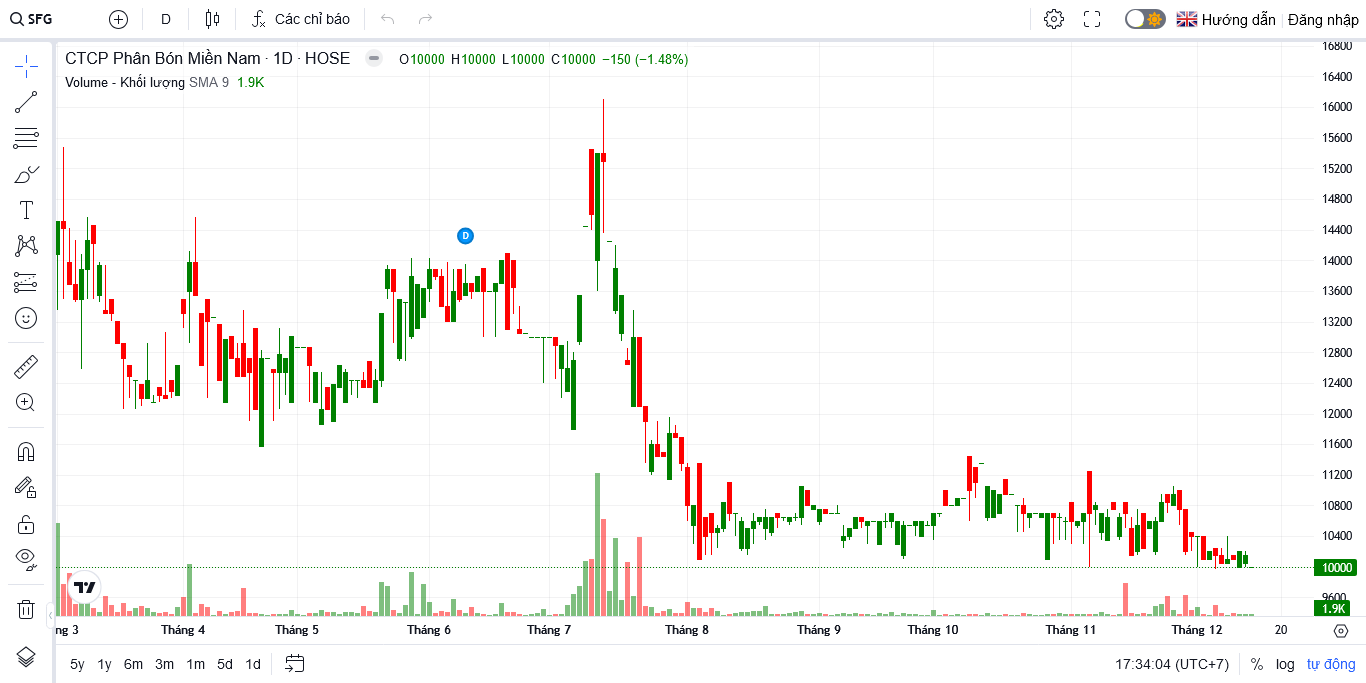 SFG D Các chỉ báo Hướng dẫn Đăng nhập
CTCP Phân Bón Miền Nam · 1D · HOSE O10000 H10000 L10000 C10000 −150 (−1.48%)
Volume - Khối lượng SMA 9 1.9K
D
16800
16400
16000
15600
15200
14800
14400
14000
13600
13200
12800
12400
12000
11600
11200
10800
10400
10000
9600
1.9K
ng 3 Tháng 4 Tháng 5 Tháng 6 Tháng 7 Tháng 8 Tháng 9 Tháng 10 Tháng 11 Tháng 12 20
5y 1y 6m 3m 1m 5d 1d 17:34:04 (UTC+7) % log tự động